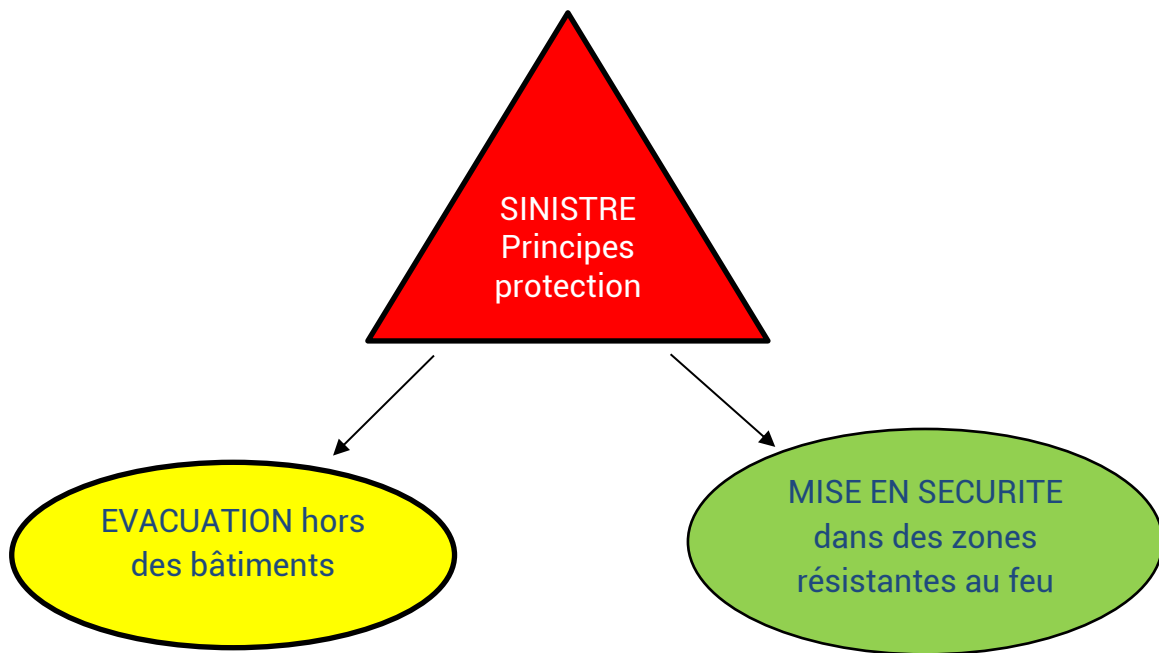 SINISTRE
Principes
protection
EVACUATION hors
des bâtiments
MISE EN SECURITE
dans des zones
résistantes au feu